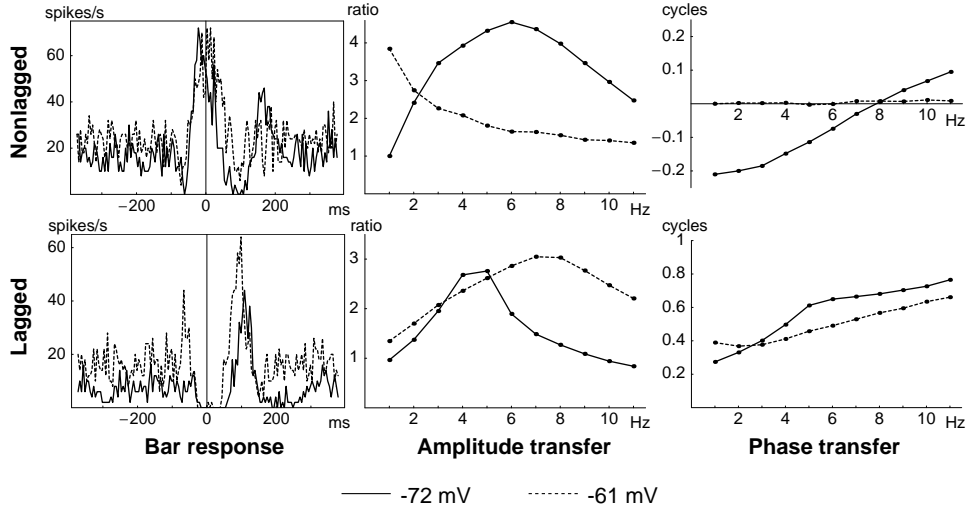 spikes/s
ratio
cycles
Nonlagged
60
40
20
−200
0
200
ms
4
3
2
1
2
4
6
8
10
Hz
0.1
−0.1
−0.2
2
4
6
8
10
Hz
spikes/s
ratio
cycles
Lagged
60
40
20
−200
0
200
ms
3
2
1
2
4
6
8
10
Hz
1
0.8
0.6
0.4
0.2
2
4
6
8
10
Hz
Bar response
Amplitude transfer
Phase transfer
-72 mV
-61 mV